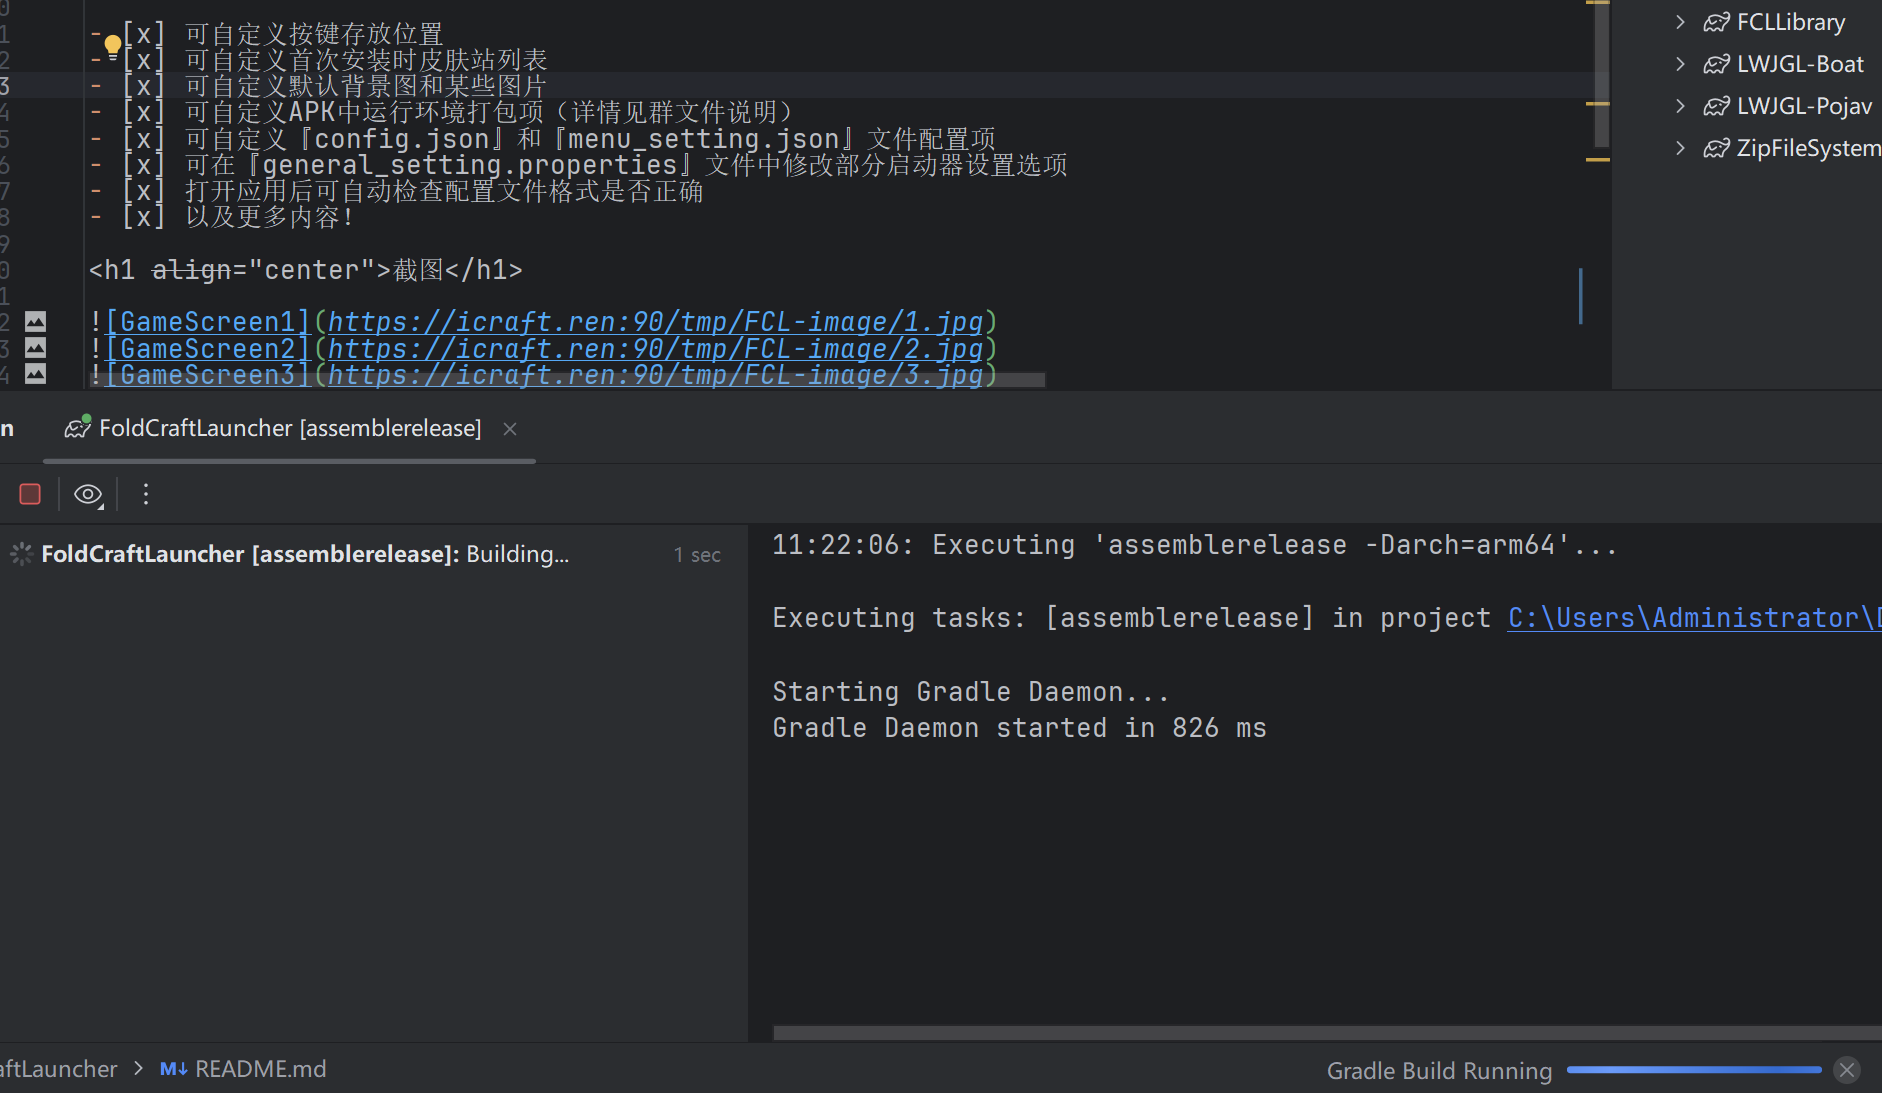 - [x] 可自定义按键存放位置
- [x] 可自定义首次安装时皮肤站列表
- [x] 可自定义默认背景图和某些图片
- [x] 可自定义APK中运行环境打包项（详情见群文件说明）
- [x] 可自定义『config.json』和『menu_setting.json』文件配置项
- [x] 可在『general_setting.properties』文件中修改部分启动器设置选项
- [x] 打开应用后可自动检查配置文件格式是否正确
- [x] 以及更多内容！
<h1 align="center">截图</h1>
![GameScreen1](https://icraft.ren:90/tmp/FCL-image/1.jpg)
![GameScreen2](https://icraft.ren:90/tmp/FCL-image/2.jpg)
![GameScreen3](https://icraft.ren:90/tmp/FCL-image/3.jpg)
FCLLibrary
LWJGL-Boat
LWJGL-Pojav
ZipFileSystem
FoldCraftLauncher [assemblerelease]
FoldCraftLauncher [assemblerelease]: Building... 1 sec
11:22:06: Executing 'assemblerelease -Darch=arm64'...
Executing tasks: [assemblerelease] in project C:\Users\Administrator\
Starting Gradle Daemon...
Gradle Daemon started in 826 ms
aftLauncher > M↓ README.md
Gradle Build Running